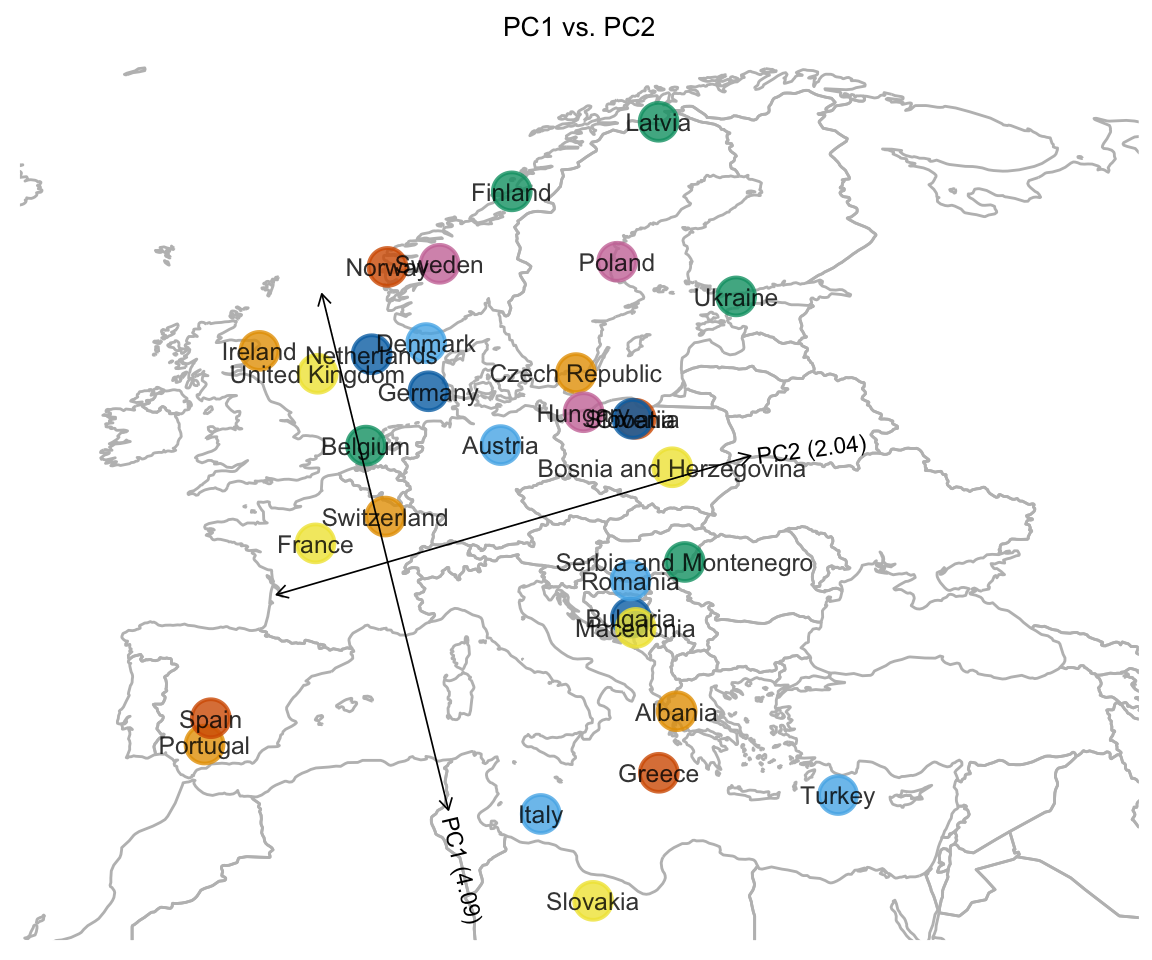 PC1 vs. PC2
Latvia
Finland
Poland
Norway
Sweden
Ukraine
Denmark
Ireland
Netherlands
United Kingdom
Czech Republic
Germany
Hungary
Slovenia
Belgium
Austria
PC2 (2.04)
Bosnia and Herzegovina
Switzerland
France
Serbia and Montenegro
Romania
Bulgaria
Macedonia
Albania
Spain
Portugal
Greece
Turkey
Italy
PC1 (4.09)
Slovakia